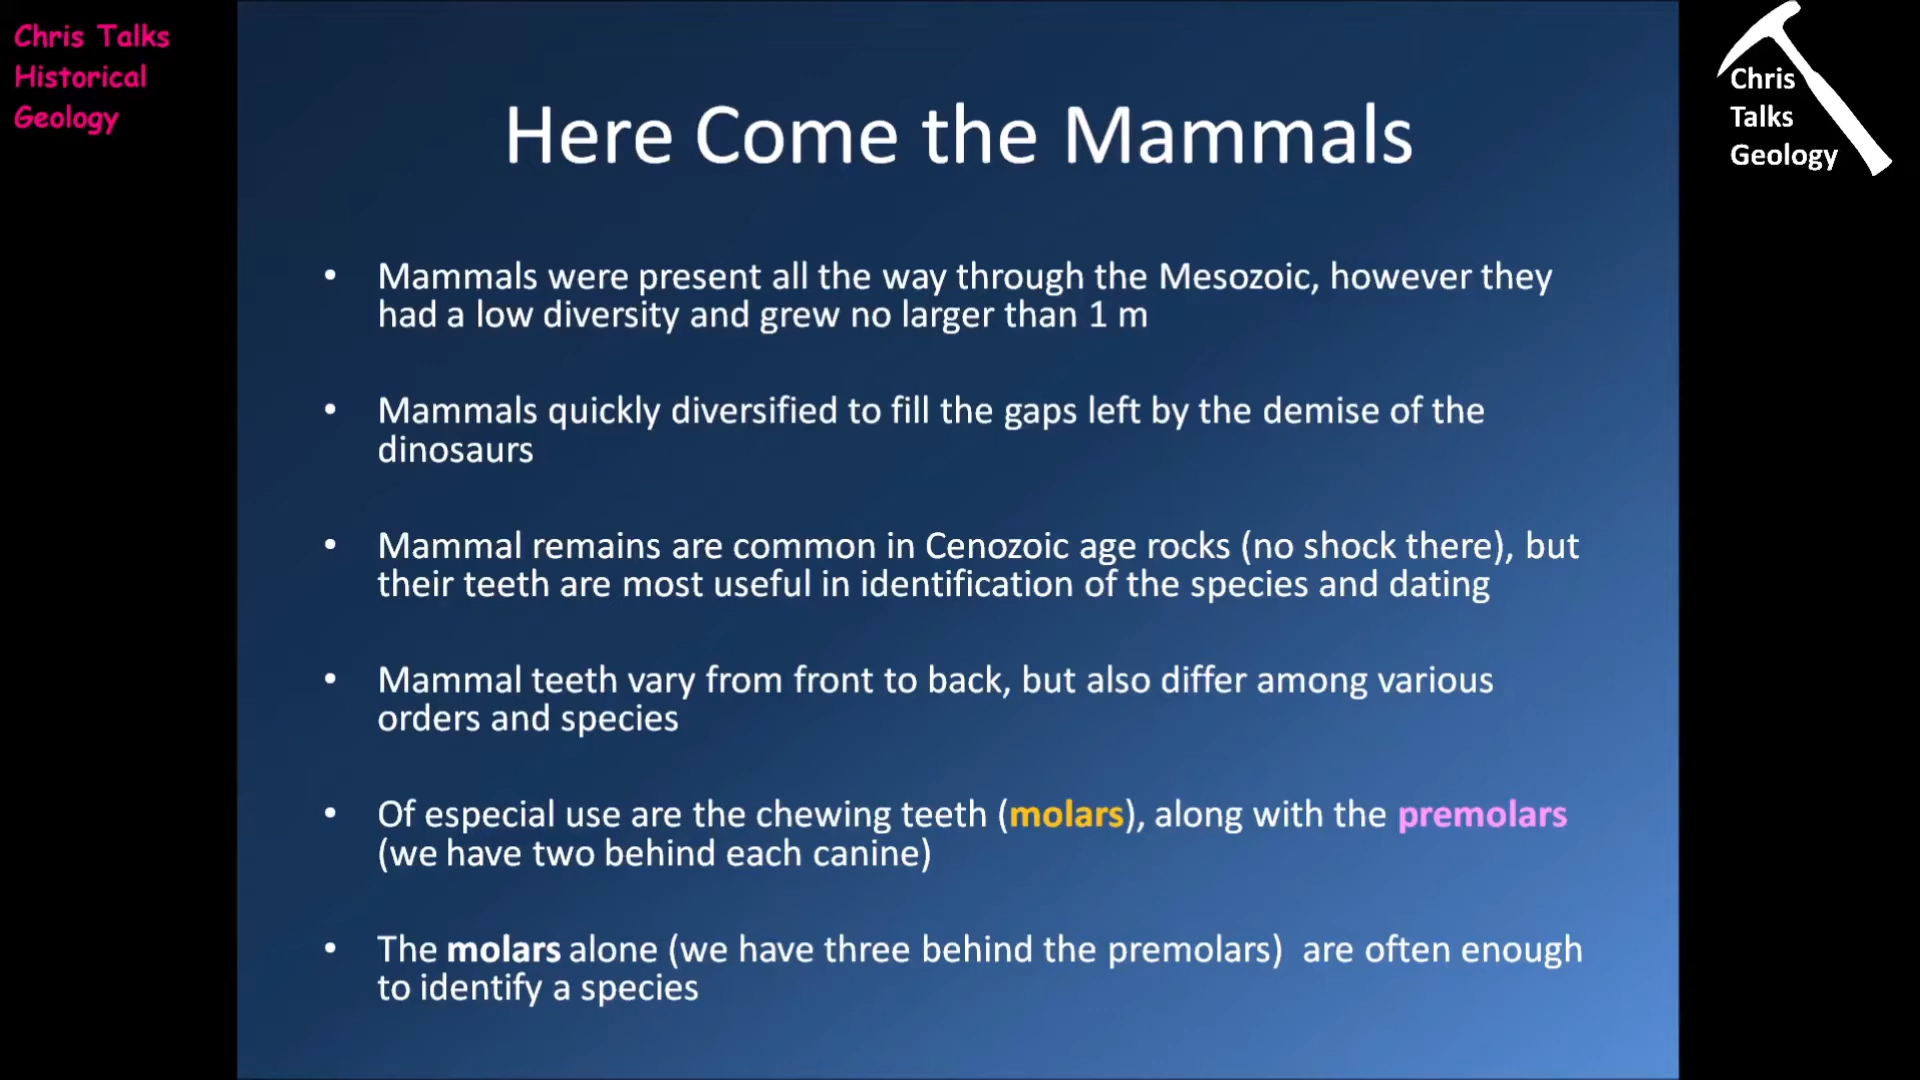 Chris Talks
Historical
Geology
Chris
Talks
Geology
Here Come the Mammals
• Mammals were present all the way through the Mesozoic, however they
had a low diversity and grew no larger than 1 m
• Mammals quickly diversified to fill the gaps left by the demise of the
dinosaurs
• Mammal remains are common in Cenozoic age rocks (no shock there), but
their teeth are most useful in identification of the species and dating
• Mammal teeth vary from front to back, but also differ among various
orders and species
• Of especial use are the chewing teeth (molars), along with the premolars
(we have two behind each canine)
• The molars alone (we have three behind the premolars) are often enough
to identify a species